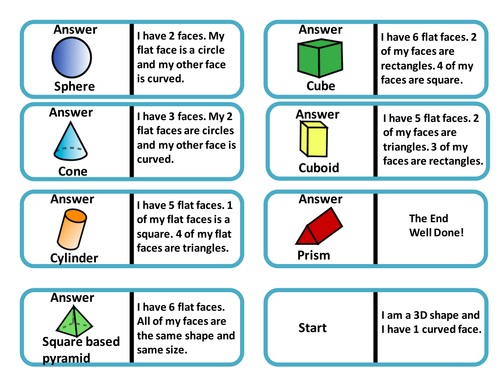 Answer
Sphere
I have 2 faces. My
flat face is a circle
and my other face
is curved.
Answer
Cube
I have 6 flat faces. 2
of my faces are
rectangles. 4 of my
faces are square.
Answer
Cone
I have 3 faces. My 2
flat faces are circles
and my other face is
curved.
Answer
Cuboid
I have 5 flat faces. 2
of my faces are
triangles. 3 of my
faces are rectangles.
Answer
Cylinder
I have 5 flat faces. 1
of my flat faces is a
square. 4 of my flat
faces are triangles.
Answer
Prism
The End
Well Done!
Answer
Square based
pyramid
I have 6 flat faces.
All of my faces are
the same shape and
same size.
Start
I am a 3D shape and
I have 1 curved face.